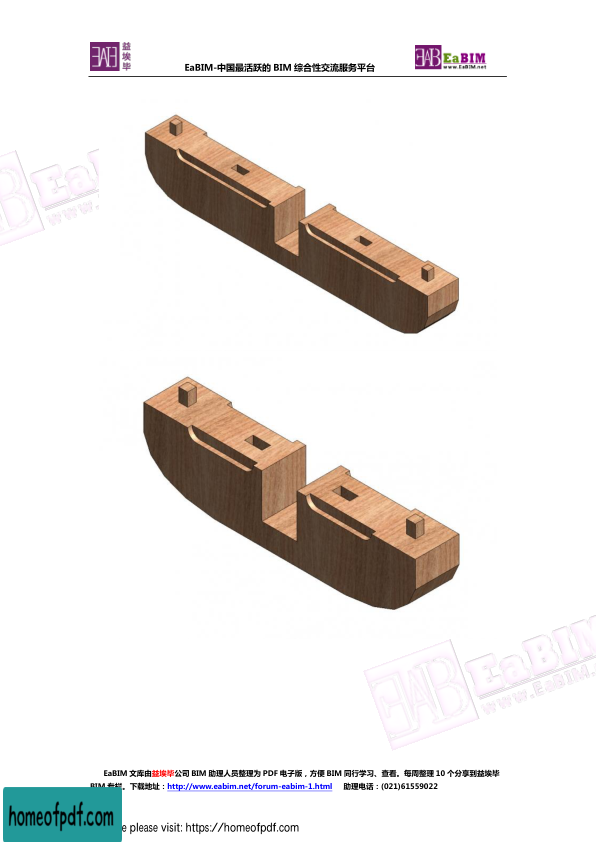 EAB 益埃毕
EaBIM-中国最活跃的 BIM 综合性交流服务平台
EAB EaBIM
www.EaBIM.net
EaBIM
www.
EAB EaBIM
www.EaBIM.
EaBIM 文库由益埃毕公司 BIM 助理人员整理为 PDF 电子版，方便 BIM 同行学习、查看。每周整理 10 个分享到益埃毕
BIM 专栏。下载地址：http://www.eabim.net/forum-eabim-1.html 助理电话：(021)61559022
homeofpdf.com
e please visit: https://homeofpdf.com